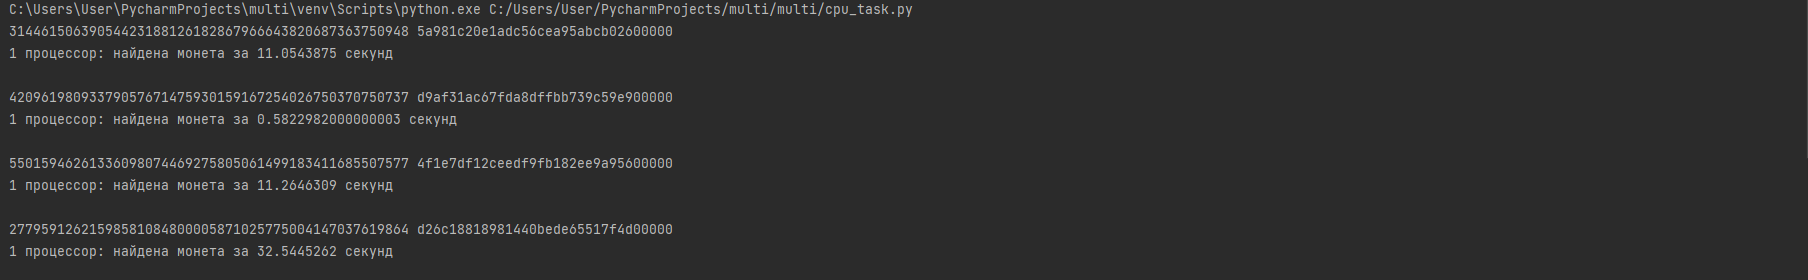 C:\Users\User\PycharmProjects\multi\venv\Scripts\python.exe C:/Users/User/PycharmProjects/multi/multi/cpu_task.py
31446150639054423188126182867966643820687363750948 5a981c20e1adc56cea95abcb02600000
1 процессор: найдена монета за 11.0543875 секунд
42096198093379057671475930159167254026750370750737 d9af31ac67fda8dffbb739c59e900000
1 процессор: найдена монета за 0.5822982000000003 секунд
55015946261336098074469275805061499183411685507577 4f1e7df12ceedf9fb182ee9a95600000
1 процессор: найдена монета за 11.2646309 секунд
27795912621598581084800005871025775004147037619864 d26c18818981440bede65517f4d00000
1 процессор: найдена монета за 32.5445262 секунд